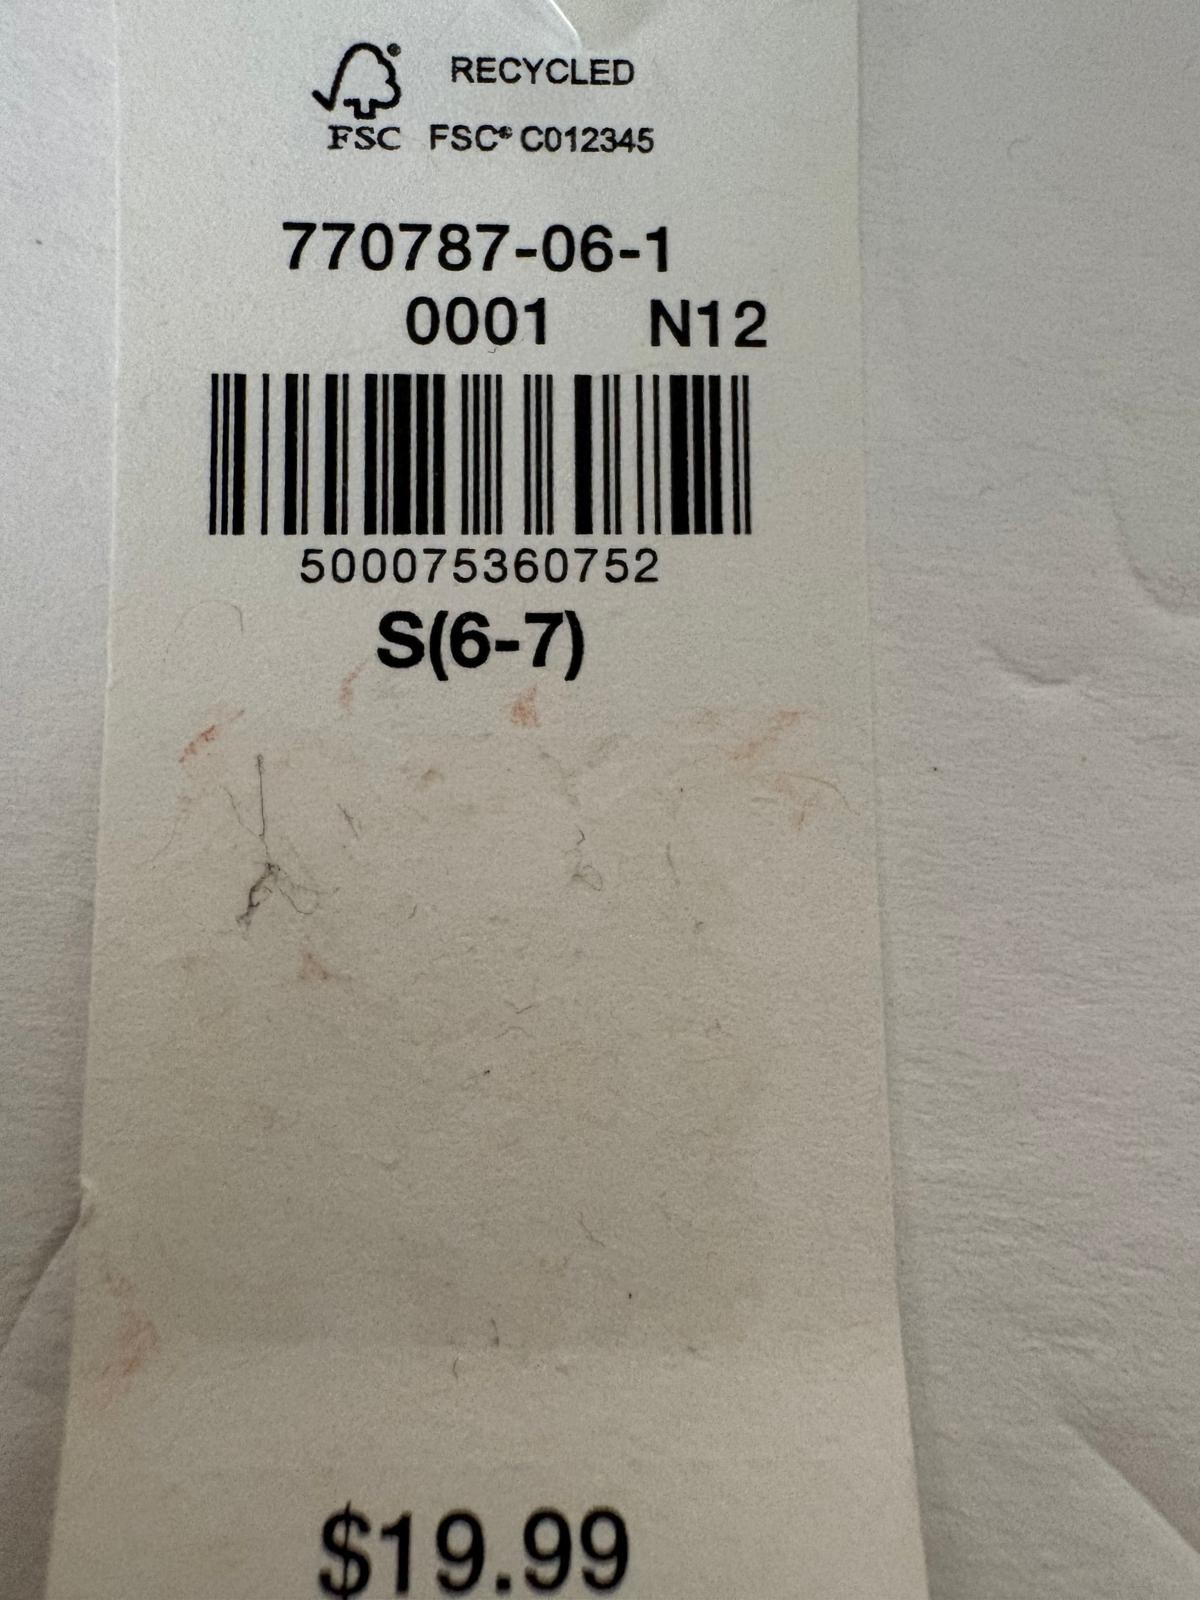 RECYCLED
FSC FSC® C012345
770787-06-1
0001 N12
500075360752
S(6-7)
$19.99